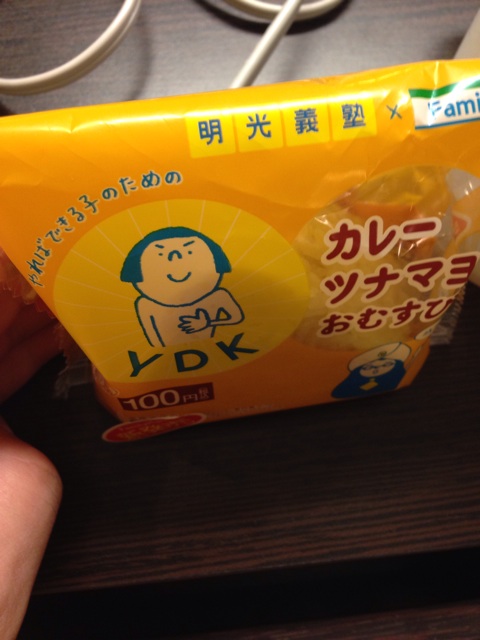 明光義塾 × Fami
やればできる子のための
YDK
カレー
ツナマヨ
おむすび
100円